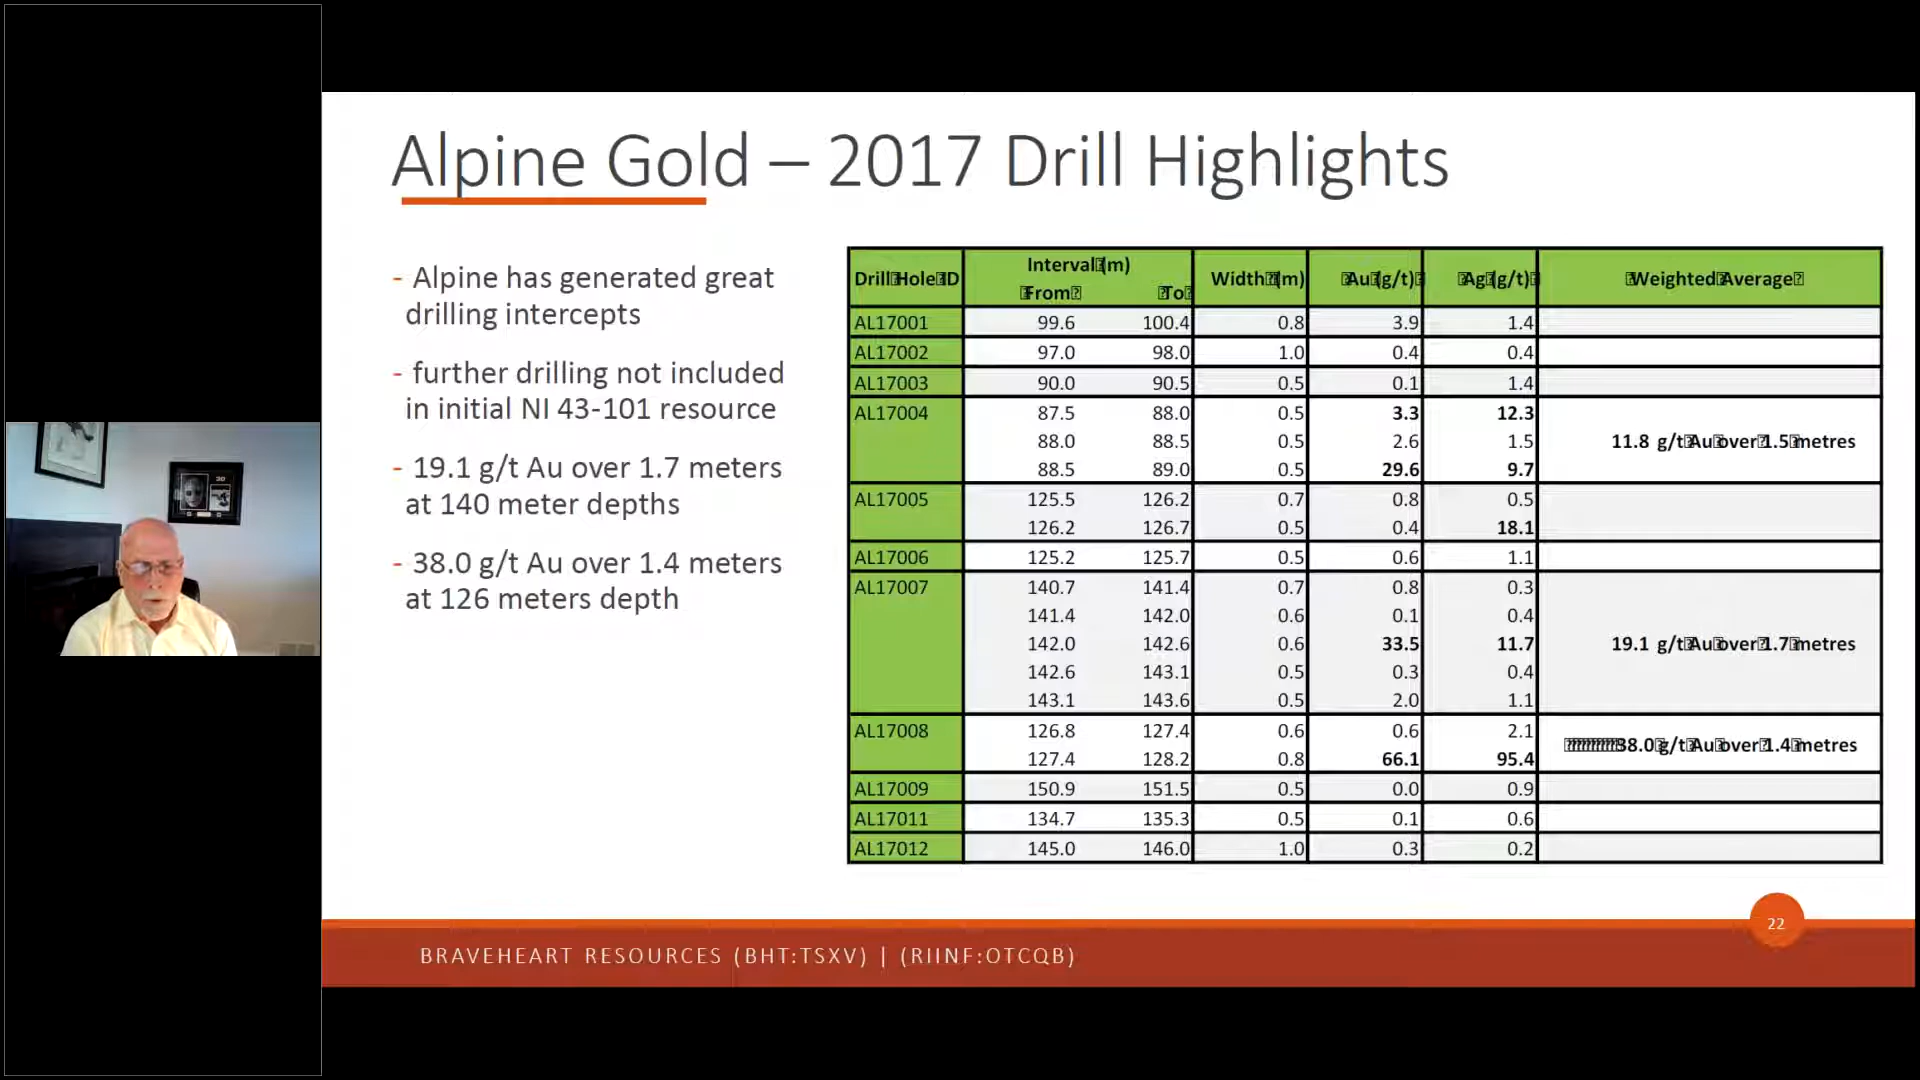 Alpine Gold – 2017 Drill Highlights
- Alpine has generated great
drilling intercepts
- further drilling not included
in initial NI 43-101 resource
- 19.1 g/t Au over 1.7 meters
at 140 meter depths
- 38.0 g/t Au over 1.4 meters
at 126 meters depth
Drill Hole ID Interval (m) From To Width (m) Au (g/t) Ag (g/t) Weighted Average
AL17001 99.6 100.4 0.8 3.9 1.4
AL17002 97.0 98.0 1.0 0.4 0.4
AL17003 90.0 90.5 0.5 0.1 1.4
AL17004 87.5 88.0 0.5 3.3 12.3
88.0 88.5 0.5 2.6 1.5 11.8 g/t Au over 1.5 metres
88.5 89.0 0.5 29.6 9.7
AL17005 125.5 126.2 0.7 0.8 0.5
126.2 126.7 0.5 0.4 18.1
AL17006 125.2 125.7 0.5 0.6 1.1
AL17007 140.7 141.4 0.7 0.8 0.3
141.4 142.0 0.6 0.1 0.4
142.0 142.6 0.6 33.5 11.7 19.1 g/t Au over 1.7 metres
142.6 143.1 0.5 0.3 0.4
143.1 143.6 0.5 2.0 1.1
AL17008 126.8 127.4 0.6 0.6 2.1 38.0 g/t Au over 1.4 metres
127.4 128.2 0.8 66.1 95.4
AL17009 150.9 151.5 0.5 0.0 0.9
AL17011 134.7 135.3 0.5 0.1 0.6
AL17012 145.0 146.0 1.0 0.3 0.2
22
BRAVEHEART RESOURCES (BHT:TSXV) | (RIINF:OTCQB)